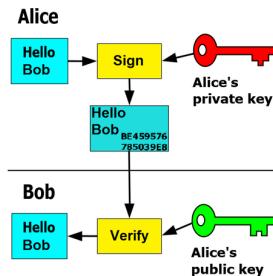 Alice
Hello
Bob
Sign
Alice's
private key
Hello
Bob
BE459576
785039E8
Bob
Hello
Bob
Verify
Alice's
public key